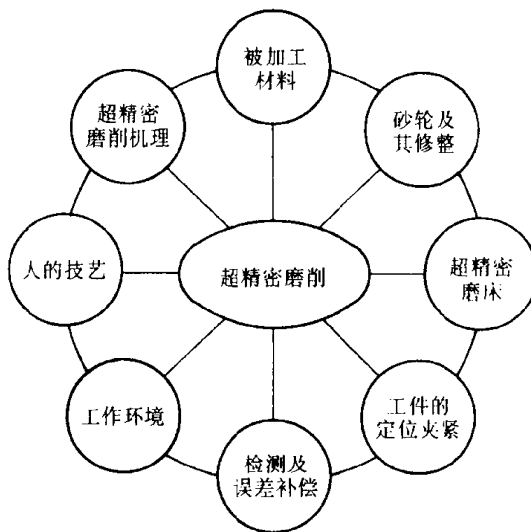 被加工
材料
砂轮及
其修整
超精密
磨床
工件的
定位夹紧
检测及
误差补偿
工作环境
人的技艺
超精密
磨削机理
超精密磨削